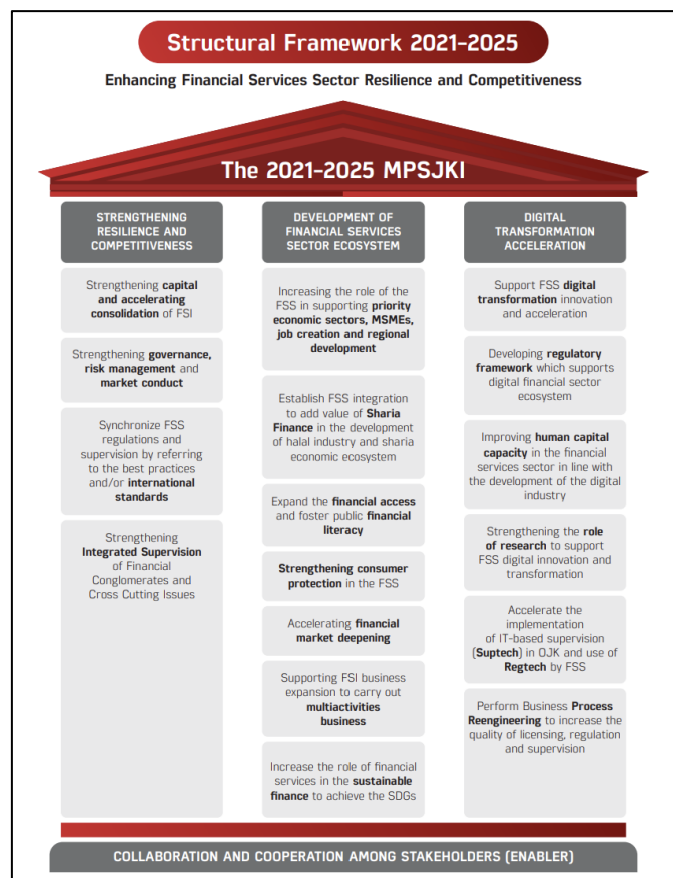 Structural Framework 2021-2025
Enhancing Financial Services Sector Resilience and Competitiveness
The 2021-2025 MPSJKI
STRENGTHENING
RESILIENCE AND
COMPETITIVENESS
Strengthening capital
and accelerating
consolidation of FSI
Strengthening governance,
risk management and
market conduct
Synchronize FSS
regulations and
supervision by referring
to the best practices
and/or international
standards
Strengthening
Integrated Supervision
of Financial
Conglomerates and
Cross Cutting Issues
DEVELOPMENT OF
FINANCIAL SERVICES
SECTOR ECOSYSTEM
Increasing the role of the
FSS in supporting priority
economic sectors, MSMEs,
job creation and regional
development
Establish FSS integration
to add value of Sharia
Finance in the development
of halal industry and sharia
economic ecosystem
Expand the financial access
and foster public financial
literacy
Strengthening consumer
protection in the FSS
Accelerating financial
market deepening
Supporting FSI business
expansion to carry out
multiactivities
business
Increase the role of financial
services in the sustainable
finance to achieve the SDGs
DIGITAL
TRANSFORMATION
ACCELERATION
Support FSS digital
transformation innovation
and acceleration
Developing regulatory
framework which supports
digital financial sector
ecosystem
Improving human capital
capacity in the financial
services sector in line with
the development of the digital
industry
Strengthening the role
of research to support
FSS digital innovation and
transformation
Accelerate the
implementation
of IT-based supervision
(Suptech) in OJK and use of
Regtech by FSS
Perform Business Process
Reengineering to increase the
quality of licensing, regulation
and supervision
COLLABORATION AND COOPERATION AMONG STAKEHOLDERS (ENABLER)